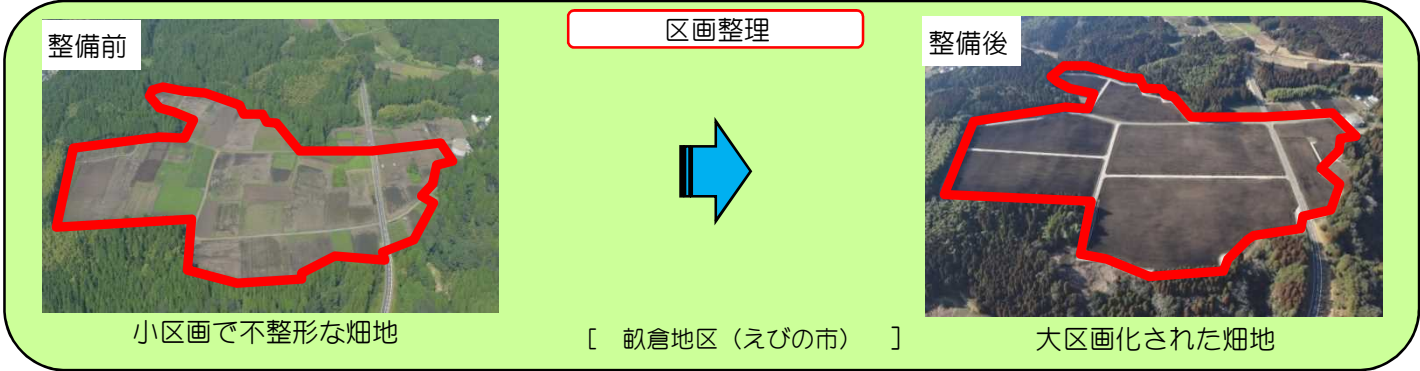 区画整理
整備前
整備後
小区画で不整形な畑地
[ 畝倉地区（えびの市） ]
大区画化された畑地